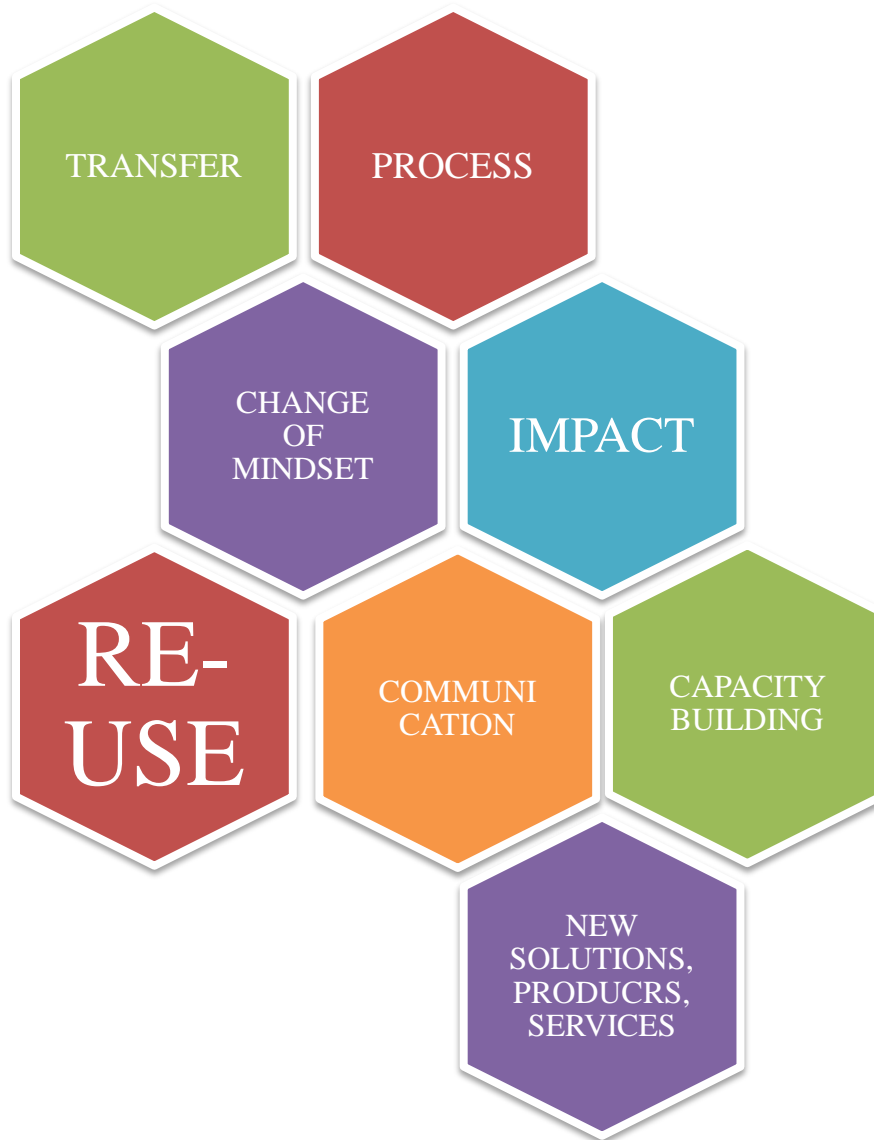 TRANSFER
PROCESS
CHANGE
OF
MINDSET
IMPACT
RE-
USE
COMMUNI
CATION
CAPACITY
BUILDING
NEW
SOLUTIONS,
PRODUCRS,
SERVICES